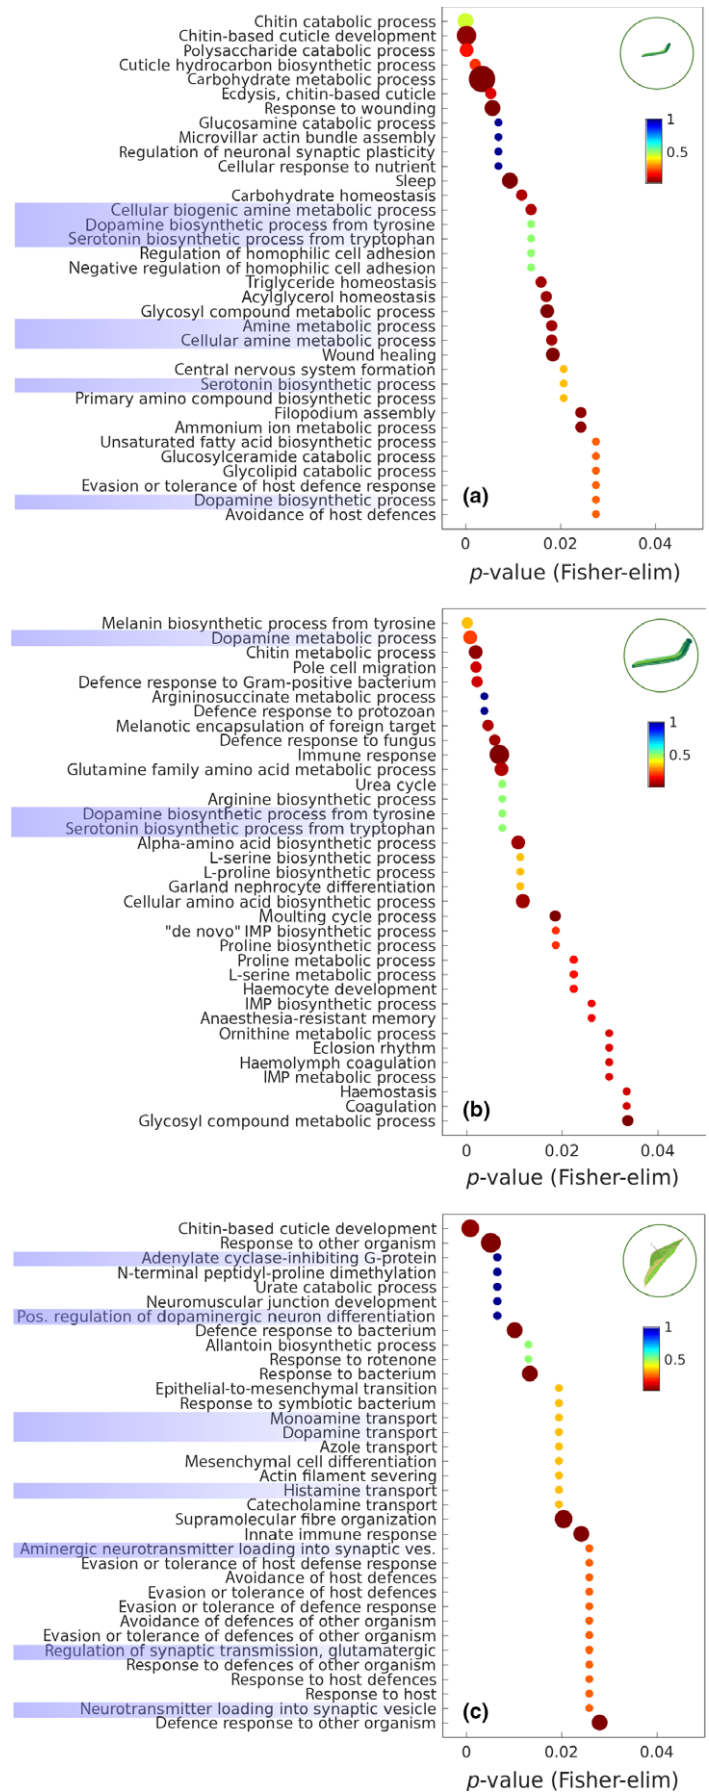 Chitin catabolic process
Chitin-based cuticle development
Polysaccharide catabolic process
Cuticle hydrocarbon biosynthetic process
Carbohydrate metabolic process
Ecdysis, chitin-based cuticle
Response to wounding
Glucosamine catabolic process
Microvillar actin bundle assembly
Regulation of neuronal synaptic plasticity
Cellular response to nutrient
Sleep
Carbohydrate homeostasis
Cellular biogenic amine metabolic process
Dopamine biosynthetic process from tyrosine
Serotonin biosynthetic process from tryptophan
Regulation of homophilic cell adhesion
Negative regulation of homophilic cell adhesion
Triglyceride homeostasis
Acylglycerol homeostasis
Glycosyl compound metabolic process
Amine metabolic process
Cellular amine metabolic process
Wound healing
Central nervous system formation
Serotonin biosynthetic process
Primary amino compound biosynthetic process
Filopodium assembly
Ammonium ion metabolic process
Unsaturated fatty acid biosynthetic process
Glucosylceramide catabolic process
Glycolipid catabolic process
Evasion or tolerance of host defence response
Dopamine biosynthetic process
Avoidance of host defences
1
0.5
(a)
0 0.02 0.04
p-value (Fisher-elim)
Melanin biosynthetic process from tyrosine
Dopamine metabolic process
Chitin metabolic process
Pole cell migration
Defence response to Gram-positive bacterium
Argininosuccinate metabolic process
Defence response to protozoan
Melanotic encapsulation of foreign target
Defence response to fungus
Immune response
Glutamine family amino acid metabolic process
Urea cycle
Arginine biosynthetic process
Dopamine biosynthetic process from tyrosine
Serotonin biosynthetic process from tryptophan
Alpha-amino acid biosynthetic process
L-serine biosynthetic process
L-proline biosynthetic process
Garland nephrocyte differentiation
Cellular amino acid biosynthetic process
Moulting cycle process
"de novo" IMP biosynthetic process
Proline biosynthetic process
Proline metabolic process
L-serine metabolic process
Haemocyte development
IMP biosynthetic process
Anaesthesia-resistant memory
Ornithine metabolic process
Eclosion rhythm
Haemolymph coagulation
IMP metabolic process
Haemostasis
Coagulation
Glycosyl compound metabolic process
1
0.5
0
(b)
0 0.02 0.04
p-value (Fisher-elim)
Chitin-based cuticle development
Response to other organism
Adenylate cyclase-inhibiting G-protein
N-terminal peptidyl-proline dimethylation
Urate catabolic process
Neuromuscular junction development
Pos. regulation of dopaminergic neuron differentiation
Defence response to bacterium
Allantoin biosynthetic process
Response to rotenone
Response to bacterium
Epithelial-to-mesenchymal transition
Response to symbiotic bacterium
Monoamine transport
Dopamine transport
Azole transport
Mesenchymal cell differentiation
Actin filament severing
Histamine transport
Catecholamine transport
Supramolecular fibre organization
Innate immune response
Aminergic neurotransmitter loading into synaptic ves.
Evasion or tolerance of host defense response
Avoidance of host defences
Evasion or tolerance of host defences
Evasion or tolerance of defence response
Avoidance of defences of other organism
Evasion or tolerance of defences of other organism
Regulation of synaptic transmission, glutamatergic
Response to defences of other organism
Response to host defences
Response to host
Neurotransmitter loading into synaptic vesicle
Defence response to other organism
1
0.5
(c)
0 0.02 0.04
p-value (Fisher-elim)